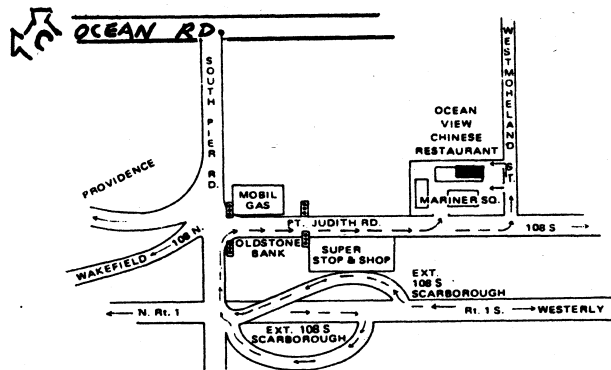 OCEAN RD
SOUTH PIER RD.
WESTMORELAND ST.
OCEAN
VIEW
CHINESE
RESTAURANT
PROVIDENCE
MOBIL
GAS
MARINER SQ.
PT. JUDITH RD.
108 S
108 N.
WAKEFIELD
OLDSTONE
BANK
SUPER
STOP & SHOP
EXT.
108 S
SCARBOROUGH
N. Rt. 1
EXT. 108 S
SCARBOROUGH
Rt. 1 S.
WESTERLY